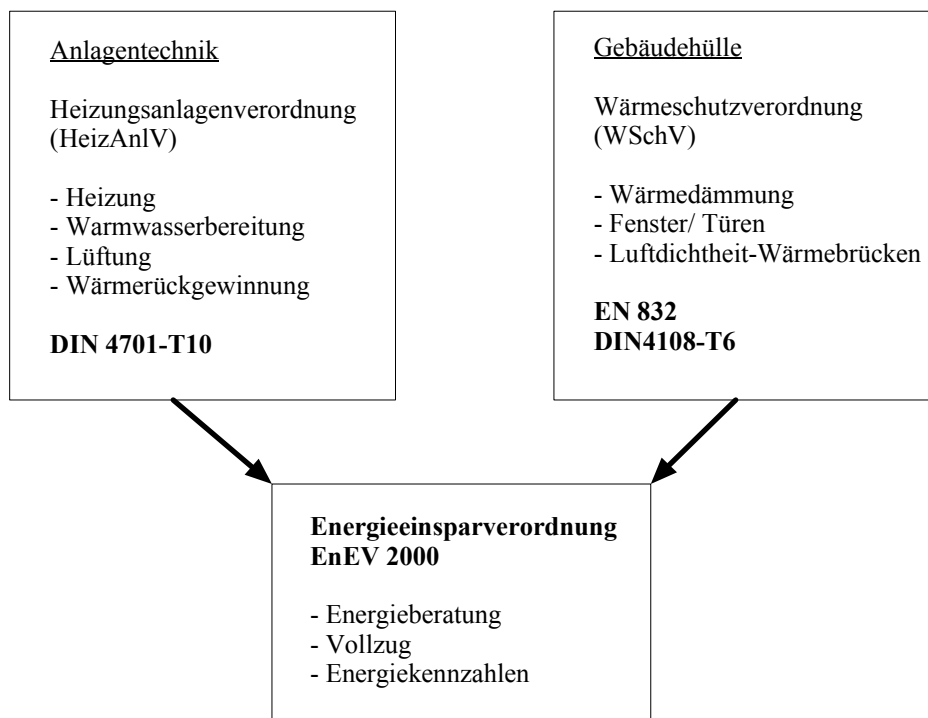 Anlagentechnik
Heizungsanlagenverordnung
(HeizAnlV)
- Heizung
- Warmwasserbereitung
- Lüftung
- Wärmerückgewinnung
DIN 4701-T10
Gebäudehülle
Wärmeschutzverordnung
(WSchV)
- Wärmedämmung
- Fenster/ Türen
- Luftdichtheit-Wärmebrücken
EN 832
DIN4108-T6
Energieeinsparverordnung
EnEV 2000
- Energieberatung
- Vollzug
- Energiekennzahlen